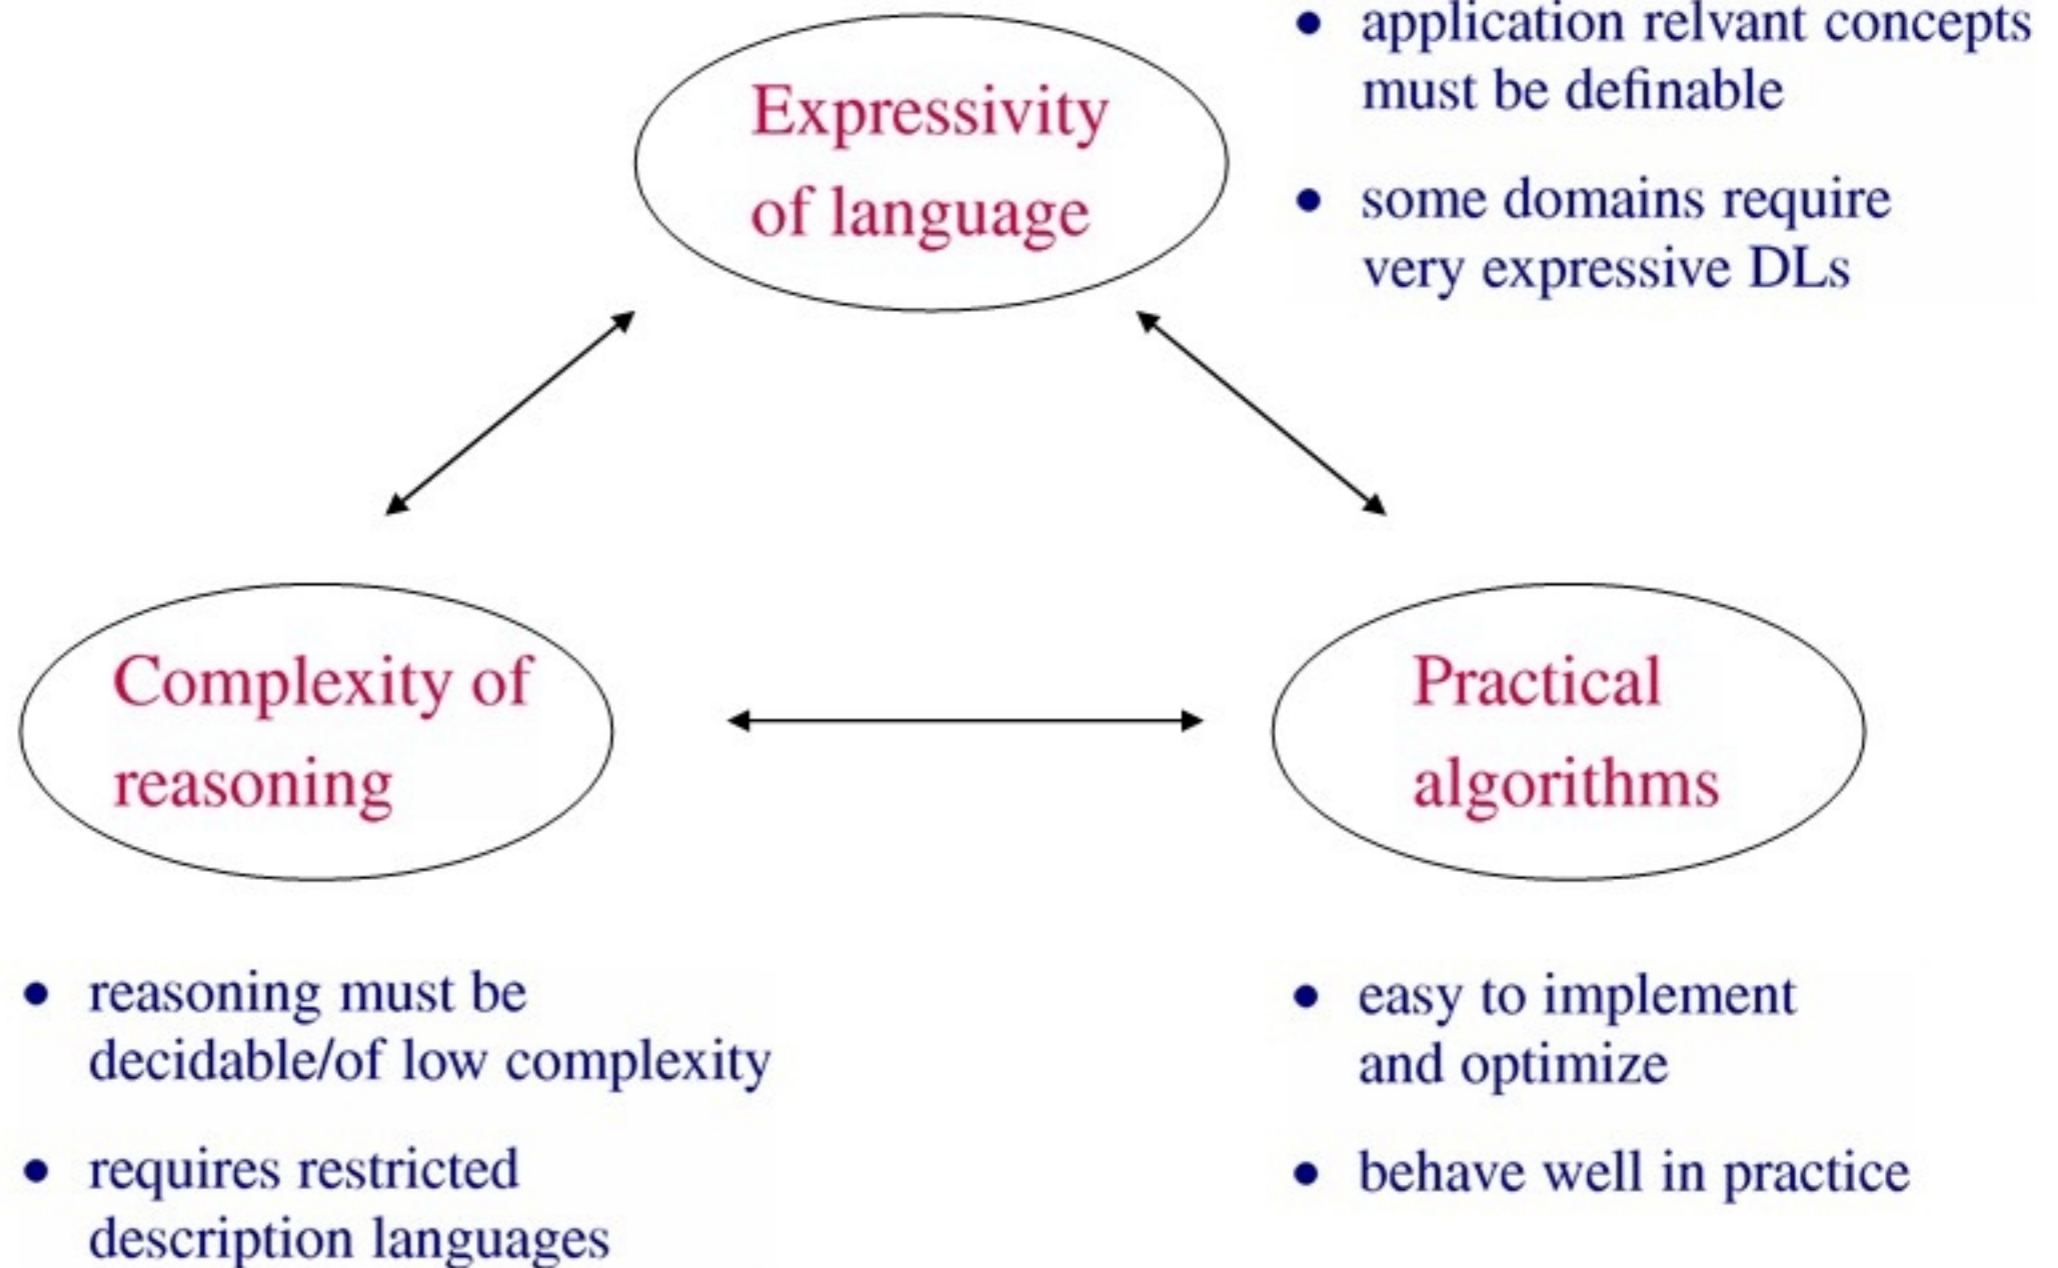 Expressivity
of language
• application relvant concepts
must be definable
• some domains require
very expressive DLs
Complexity of
reasoning
Practical
algorithms
• reasoning must be
decidable/of low complexity
• requires restricted
description languages
• easy to implement
and optimize
• behave well in practice